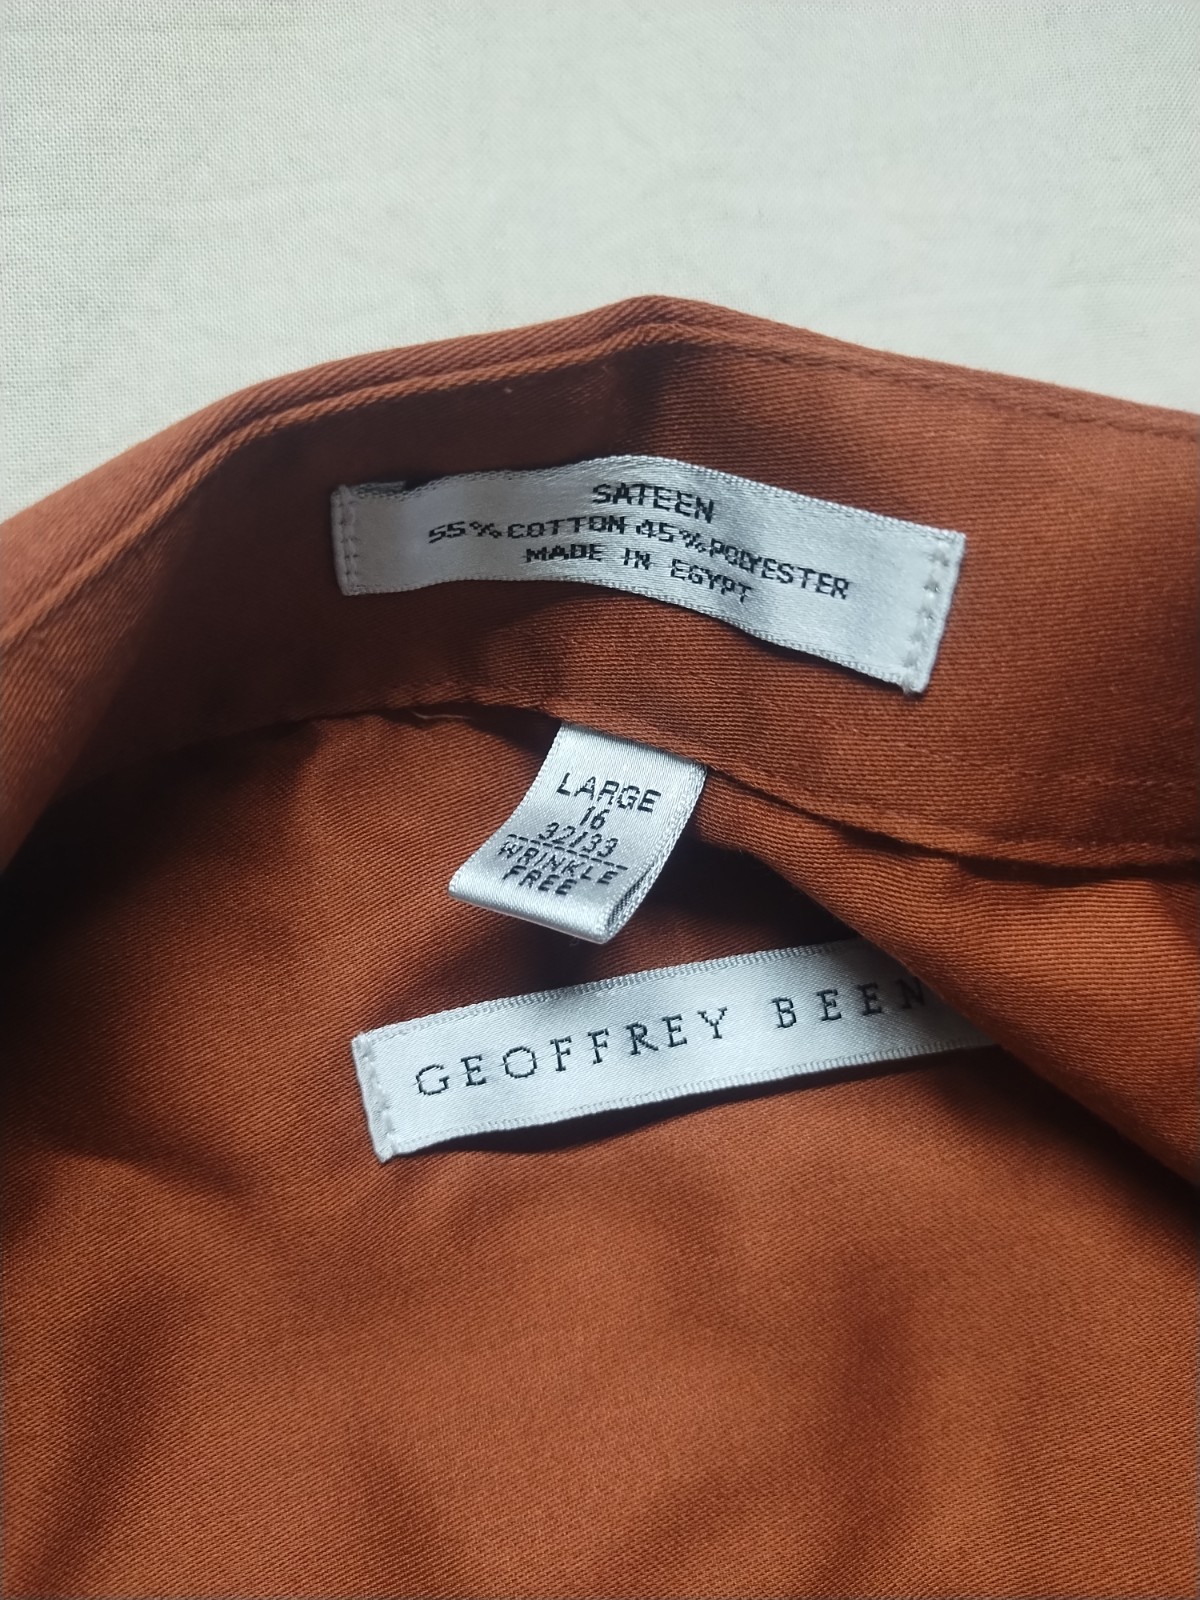 SATEEN
55% COTTON 45% POLYESTER
MADE IN EGYPT
LARGE
16
32/33
WRINKLE
FREE
GEOFFREY BEEN